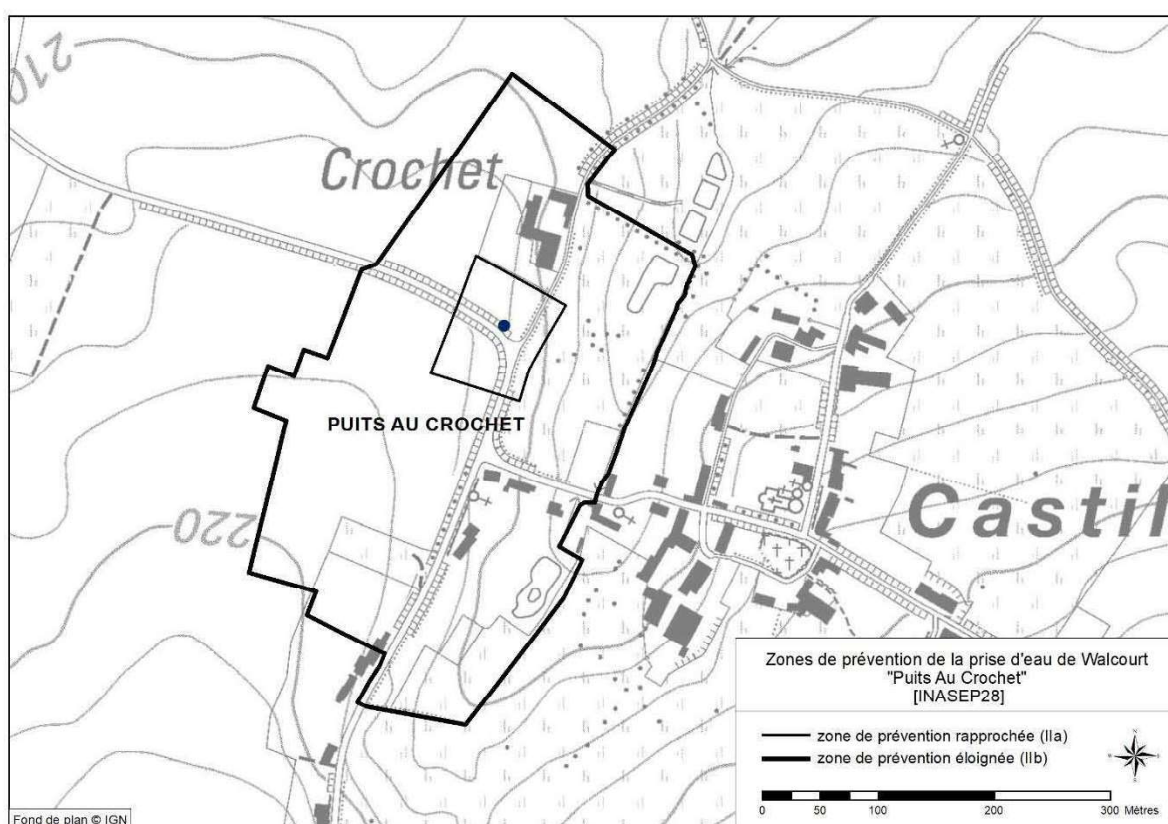 210
Crochet
PUITS AU CROCHET
220
Castil
Zones de prévention de la prise d'eau de Walcourt
"Puits Au Crochet"
[INASEP28]
zone de prévention rapprochée (IIa)
zone de prévention éloignée (IIb)
0 50 100 200 300 Mètres
Fond de plan © IGN